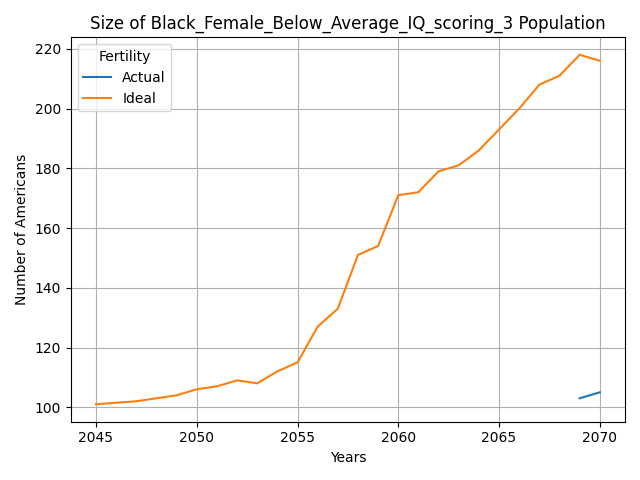 Size of Black_Female_Below_Average_IQ_scoring_3 Population
Fertility
Actual
Ideal
Number of Americans
220
200
180
160
140
120
100
2045 2050 2055 2060 2065 2070
Years